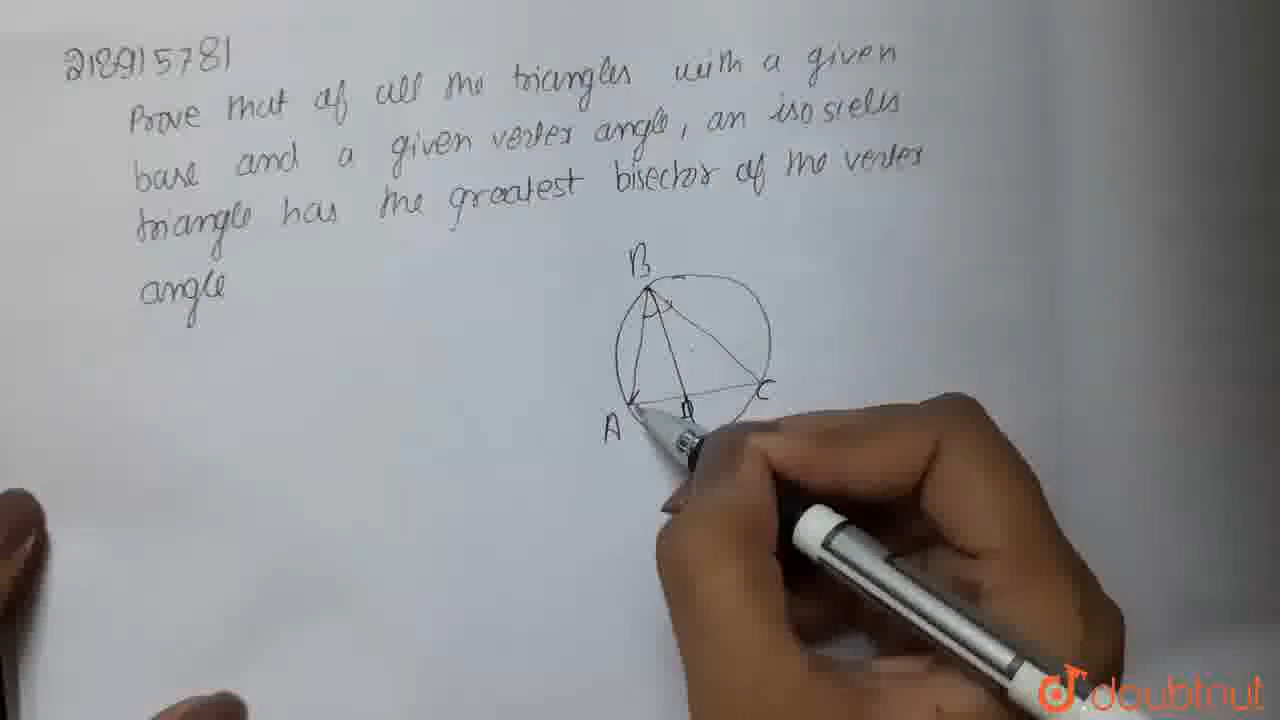 218915781
Prove that of all the triangles with a given
base and a given vertex angle, an isosiels
triangle has the greatest bisector of the vertex
angle
B
C
D
A
doubtnut